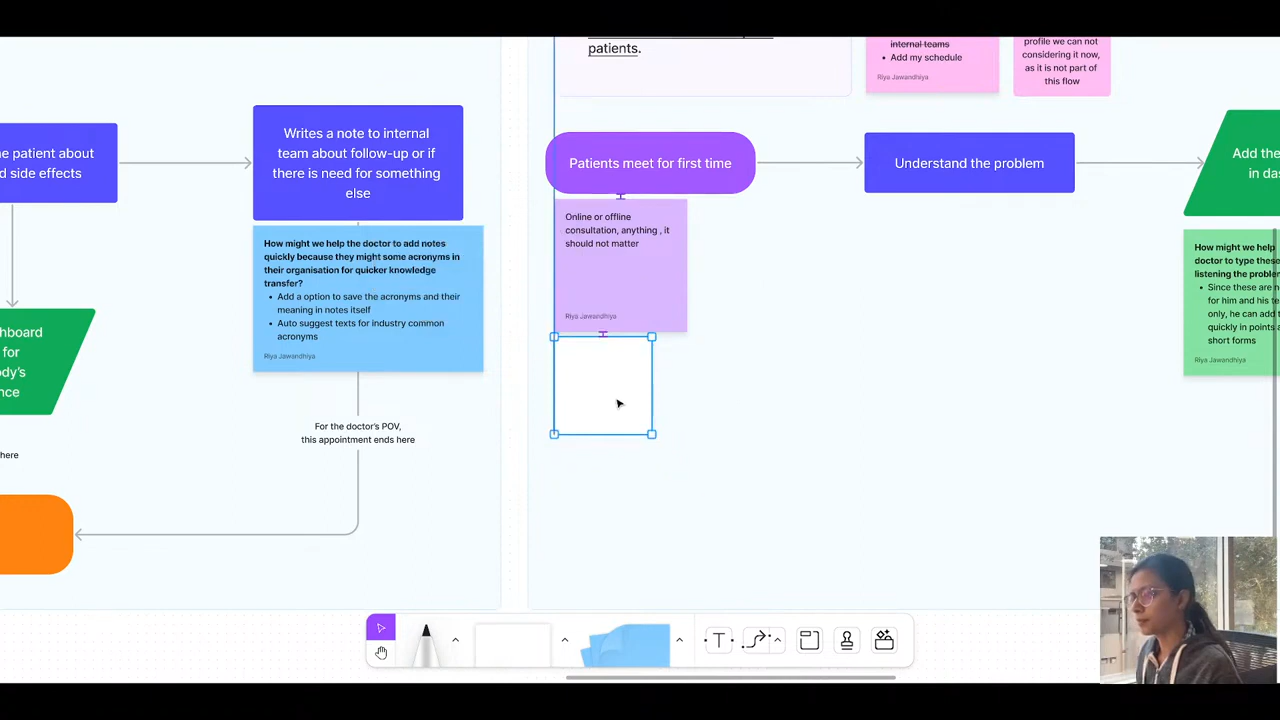 patients.
internal teams
• Add my schedule
Riya Jawandhiya
profile we can not
considering it now,
as it is not part of
this flow
e patient about
d side effects
Writes a note to internal
team about follow-up or if
there is need for something
else
Patients meet for first time
Understand the problem
Add the
in das
Online or offline
consultation, anything , it
should not matter
Riya Jawandhiya
How might we help the doctor to add notes
quickly because they might some acronyms in
their organisation for quicker knowledge
transfer?
• Add a option to save the acronyms and their
meaning in notes itself
• Auto suggest texts for industry common
acronyms
Riya Jawandhiya
How might we help
doctor to type these
listening the problem
• Since these are n
for him and his te
only, he can add t
quickly in points a
short forms
Riya Jawandhiya
hboard
for
dy's
nce
For the doctor's POV,
this appointment ends here
here
T